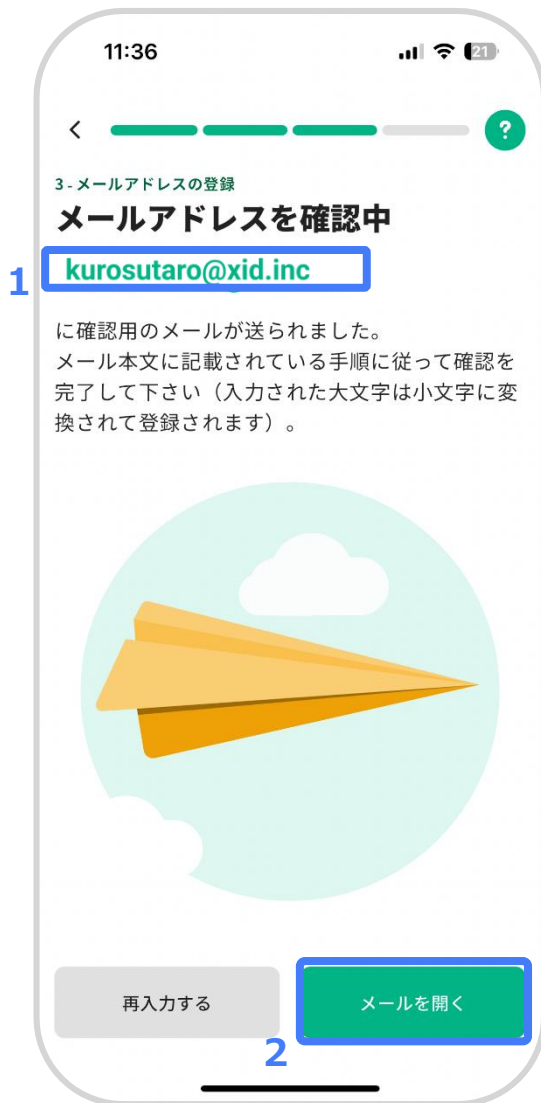 11:36
21
?
3 - メールアドレスの登録
メールアドレスを確認中
1
kurosutaro@xid.inc
に確認用のメールが送られました。
メール本文に記載されている手順に従って確認を
完了して下さい（入力された大文字は小文字に変
換されて登録されます）。
再入力する
メールを開く
2